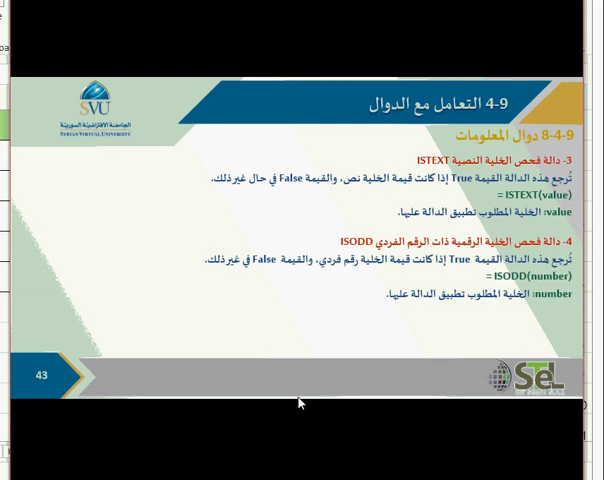 SVU
الجامعة الافتراضية السورية
SYRIAN VIRTUAL UNIVERSITY
4-9 التعامل مع الدوال
8-4-9 دوال المعلومات
3- دالة فحص الخلية النصية ISTEXT
تُرجع هذه الدالة القيمة True إذا كانت قيمة الخلية نص، والقيمة False في حال غير ذلك.
= ISTEXT(value)
value: الخلية المطلوب تطبيق الدالة عليها.
4- دالة فحص الخلية الرقمية ذات الرقم الفردي ISODD
تُرجع هذه الدالة القيمة True إذا كانت قيمة الخلية رقم فردي، والقيمة False في غير ذلك.
= ISODD(number)
number: الخلية المطلوب تطبيق الدالة عليها.
43
SteL